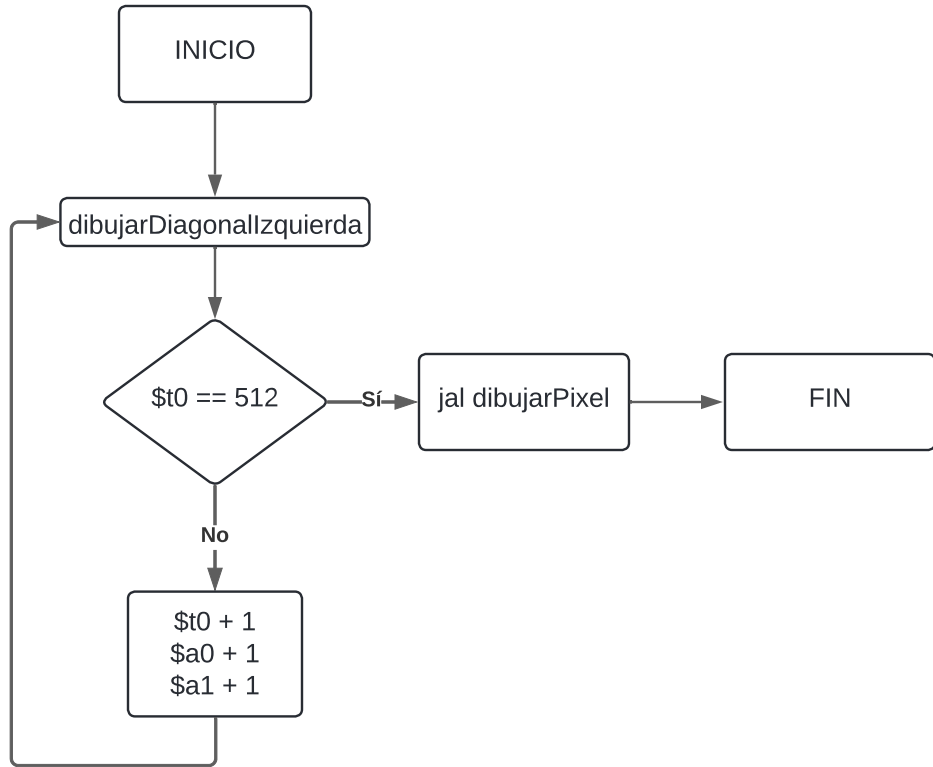 INICIO
dibujarDiagonalIzquierda
$t0 == 512
Sí
jal dibujarPixel
FIN
No
$t0 + 1
$a0 + 1
$a1 + 1